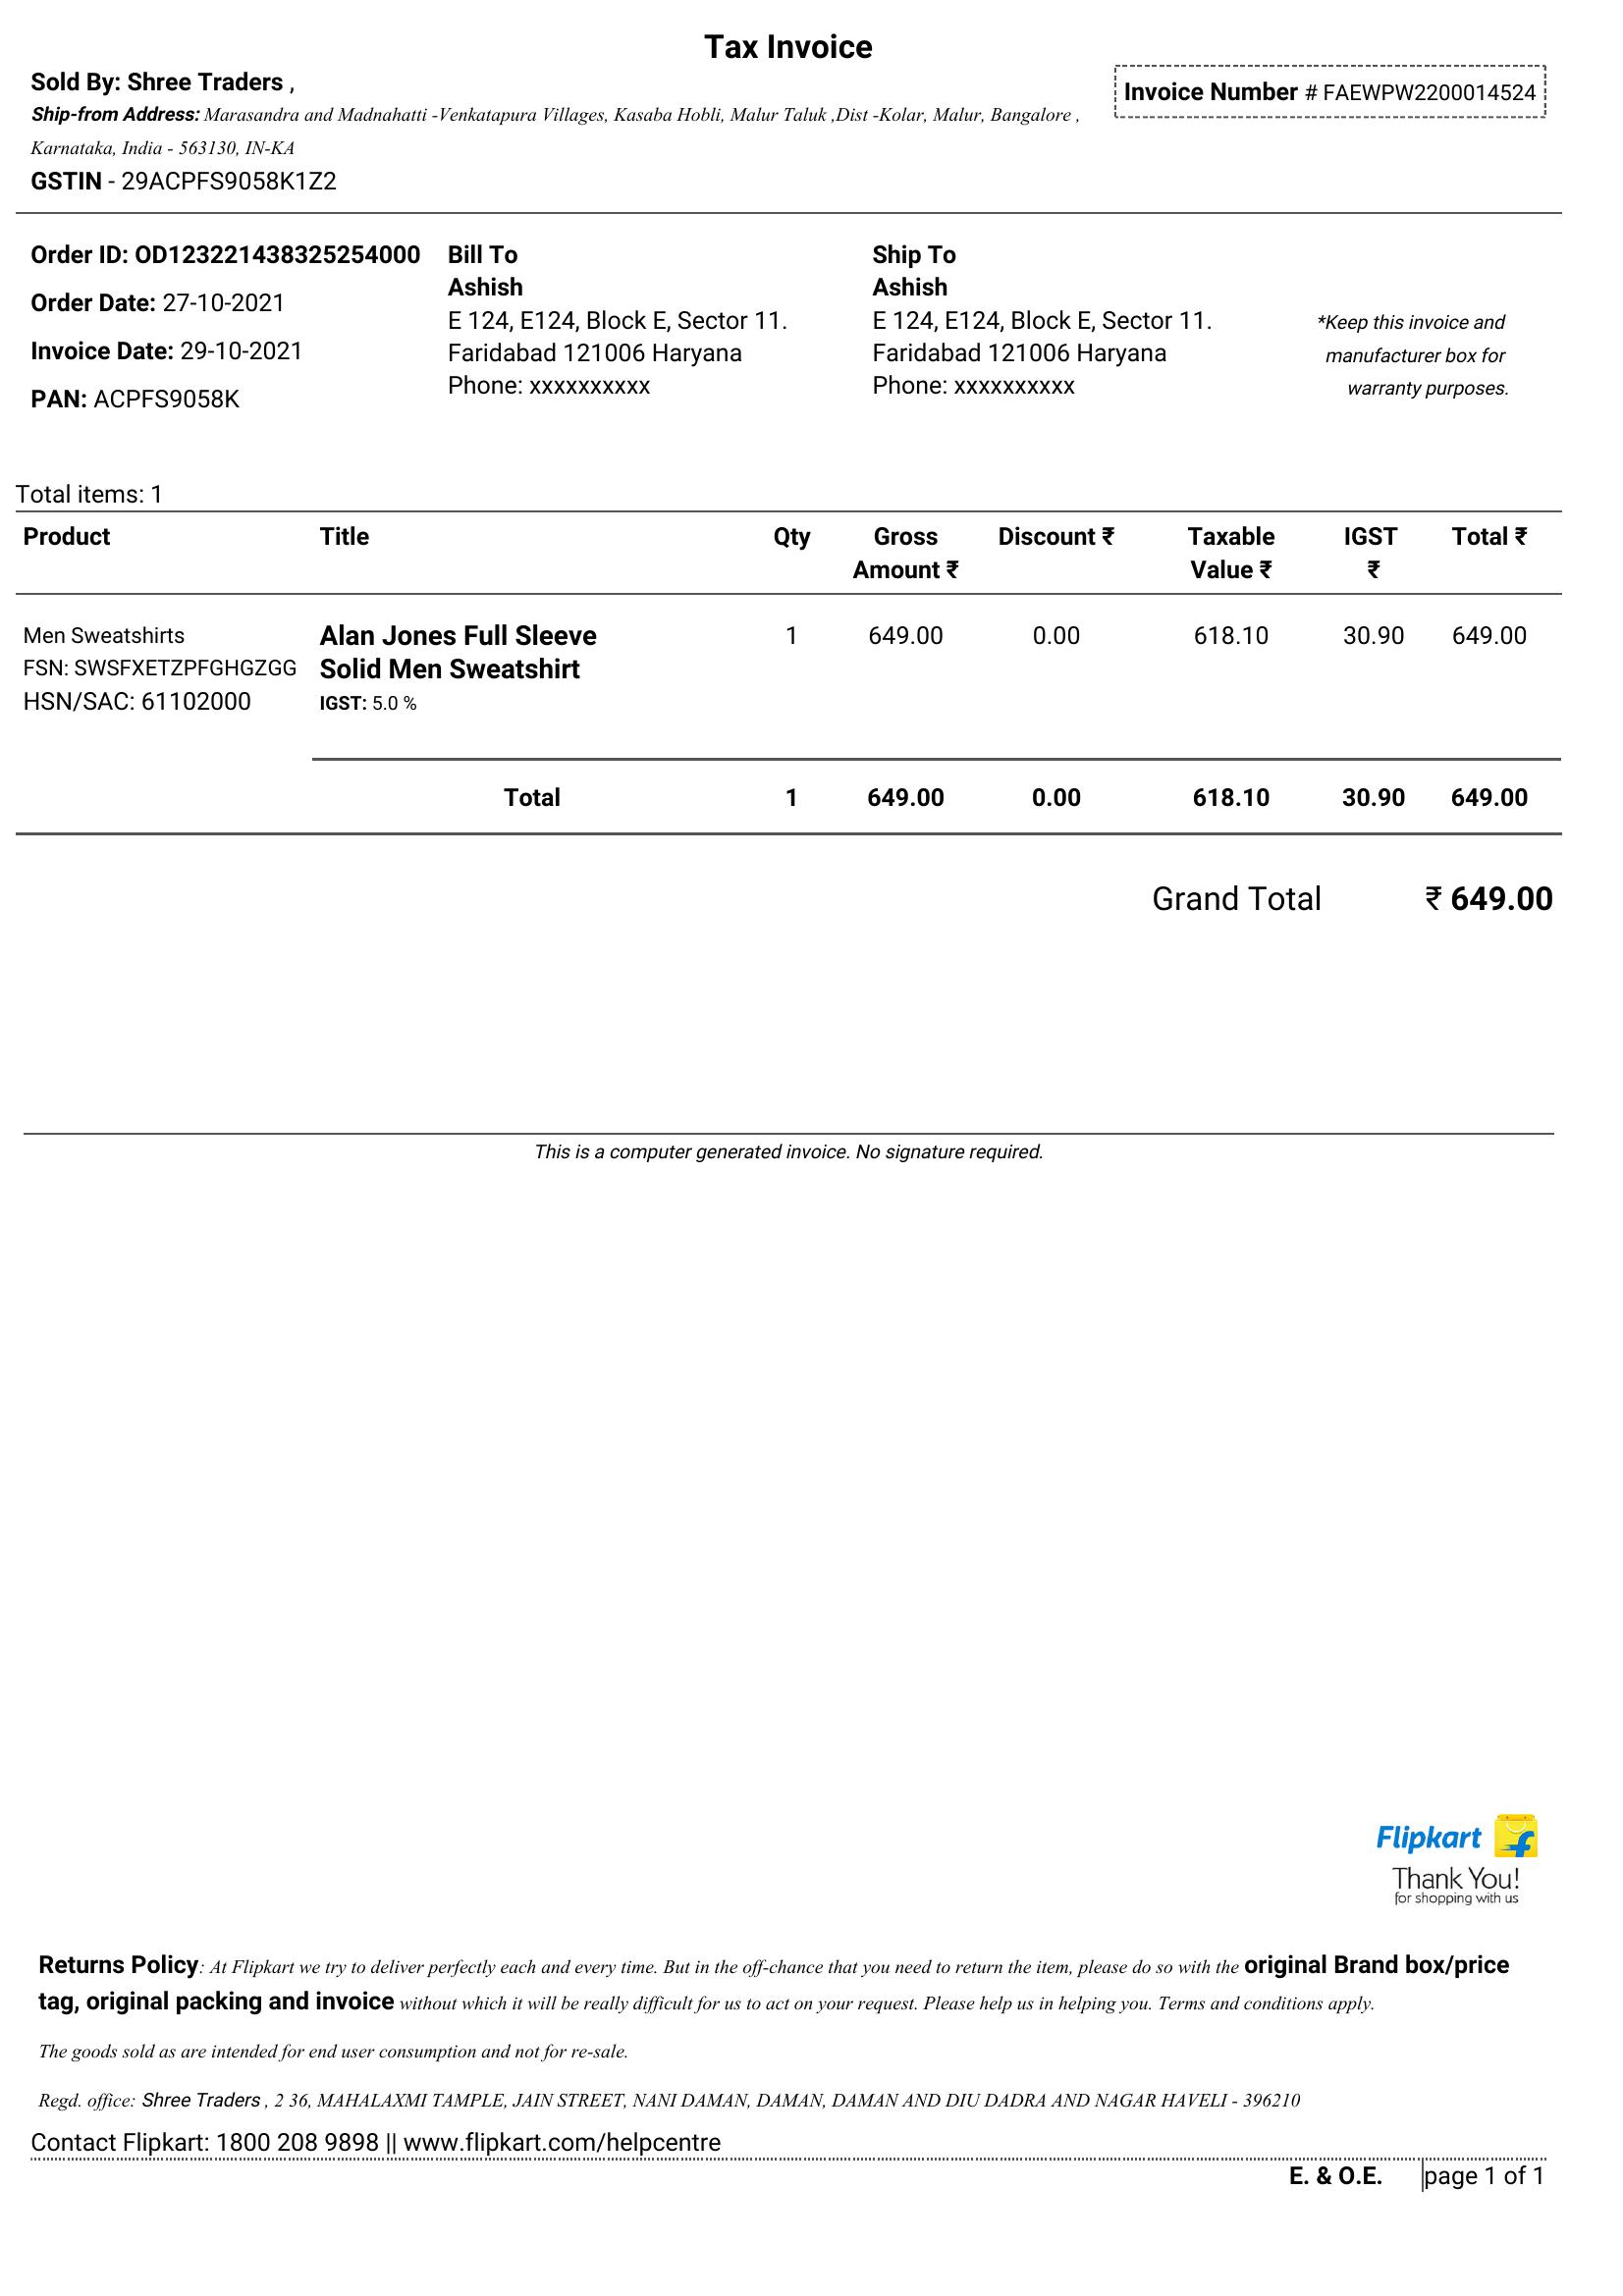 Tax Invoice
Sold By: Shree Traders ,
Invoice Number # FAEWPW2200014524
Ship-from Address: Marasandra and Madnahatti -Venkatapura Villages, Kasaba Hobli, Malur Taluk ,Dist -Kolar, Malur, Bangalore ,
Karnataka, India - 563130, IN-KA
GSTIN - 29ACPFS9058K1Z2
Order ID: OD123221438325254000
Order Date: 27-10-2021
Invoice Date: 29-10-2021
PAN: ACPFS9058K
Bill To
Ashish
E 124, E124, Block E, Sector 11.
Faridabad 121006 Haryana
Phone: xxxxxxxxxx
Ship To
Ashish
E 124, E124, Block E, Sector 11.
Faridabad 121006 Haryana
Phone: xxxxxxxxxx
*Keep this invoice and
manufacturer box for
warranty purposes.
Total items: 1
Product Title Qty Gross Amount ₹ Discount ₹ Taxable Value ₹ IGST ₹ Total ₹
Men Sweatshirts Alan Jones Full Sleeve 1 649.00 0.00 618.10 30.90 649.00
FSN: SWSFXETZPFGHGZGG Solid Men Sweatshirt
HSN/SAC: 61102000 IGST: 5.0 %
Total 1 649.00 0.00 618.10 30.90 649.00
Grand Total ₹ 649.00
This is a computer generated invoice. No signature required.
Flipkart
Thank You!
for shopping with us
Returns Policy: At Flipkart we try to deliver perfectly each and every time. But in the off-chance that you need to return the item, please do so with the original Brand box/price
tag, original packing and invoice without which it will be really difficult for us to act on your request. Please help us in helping you. Terms and conditions apply.
The goods sold as are intended for end user consumption and not for re-sale.
Regd. office: Shree Traders , 2 36, MAHALAXMI TAMPLE, JAIN STREET, NANI DAMAN, DAMAN, DAMAN AND DIU DADRA AND NAGAR HAVELI - 396210
Contact Flipkart: 1800 208 9898 || www.flipkart.com/helpcentre
E. & O.E. page 1 of 1